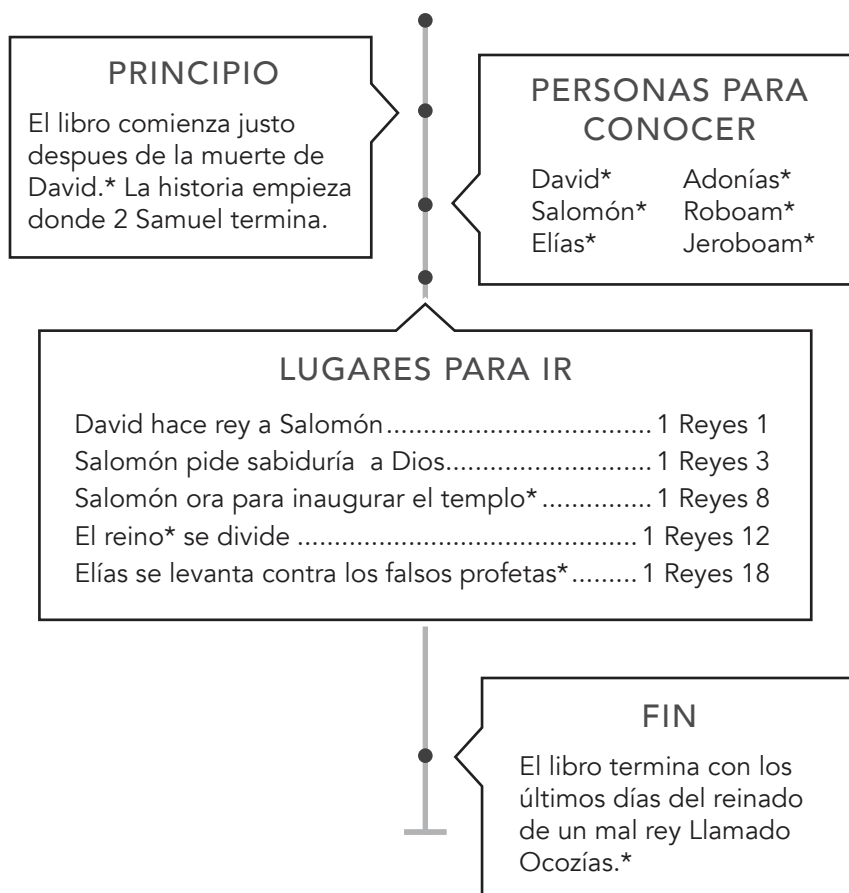 PRINCIPIO
El libro comienza justo
despues de la muerte de
David.* La historia empieza
donde 2 Samuel termina.
PERSONAS PARA
CONOCER
David* Adonías*
Salomón* Roboam*
Elías* Jeroboam*
LUGARES PARA IR
David hace rey a Salomón.................................... 1 Reyes 1
Salomón pide sabiduría  a Dios............................ 1 Reyes 3
Salomón ora para inaugurar el templo* ............... 1 Reyes 8
El reino* se divide ............................................. 1 Reyes 12
Elías se levanta contra los falsos profetas*......... 1 Reyes 18
FIN
El libro termina con los
últimos días del reinado
de un mal rey Llamado
Ocozías.*